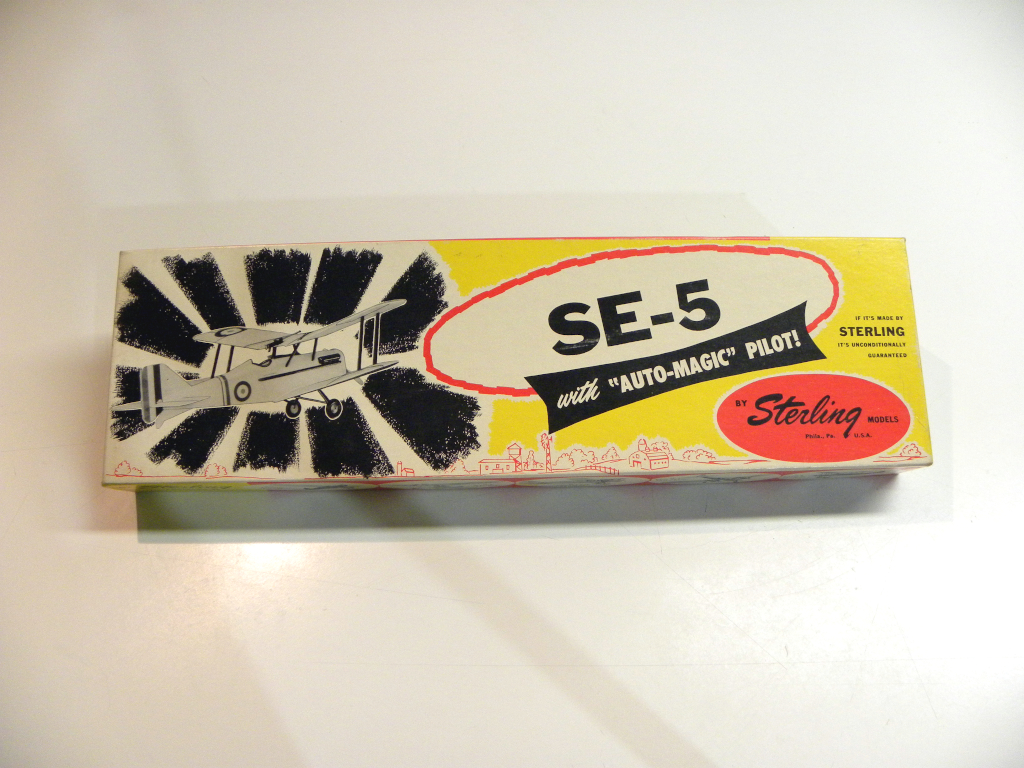 SE-5
with "AUTO-MAGIC" PILOT!
IF IT'S MADE BY
STERLING
IT'S UNCONDITIONALLY
GUARANTEED
BY Sterling MODELS
Phila., Pa. U.S.A.